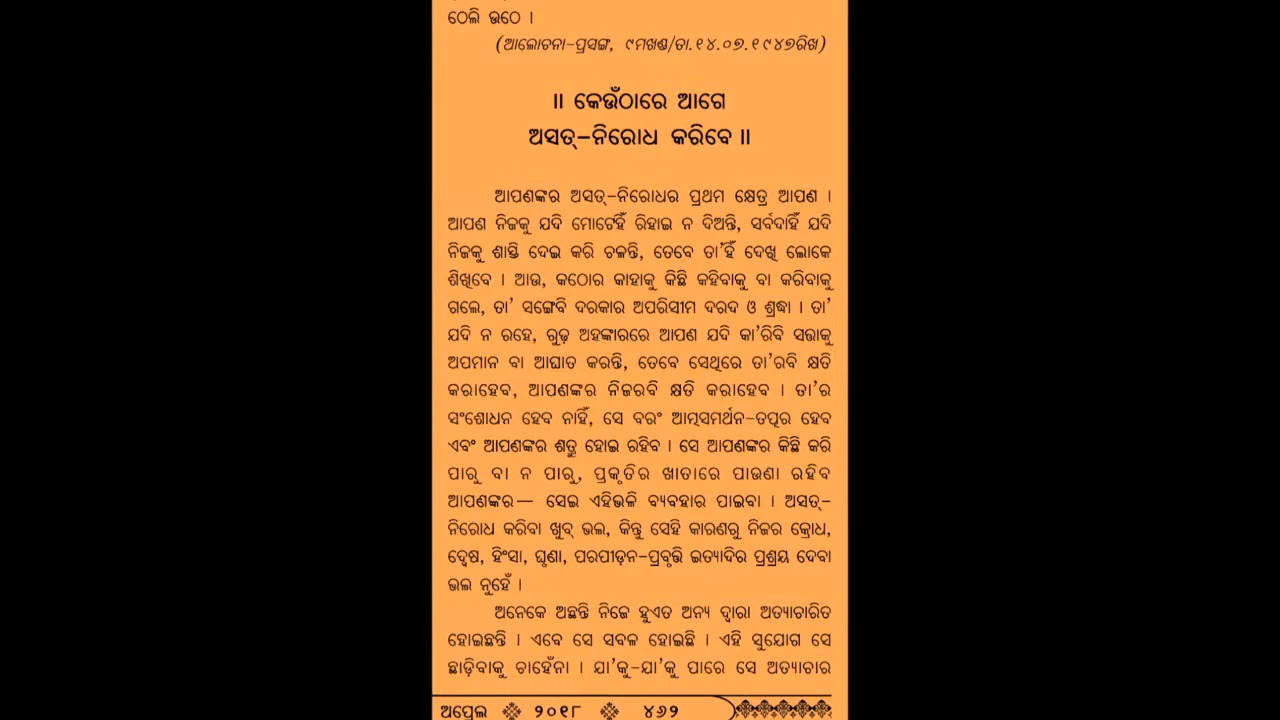 ଠେଲି ଉଠେ ।
(ଆଲୋଚନା–ପ୍ରସଙ୍ଗ, ୯ମଖଣ୍ଡ/ତା.୧୪.୦୭.୧୯୪୭ରିଖ)
॥ କେଉଁଠାରେ ଆଗେ
ଅସତ୍–ନିରୋଧ କରିବେ ॥
ଆପଣଙ୍କର ଅସତ୍–ନିରୋଧର ପ୍ରଥମ କ୍ଷେତ୍ର ଆପଣ ।
ଆପଣ ନିଜକୁ ଯଦି ମୋଟେହିଁ ରିହାଇ ନ ଦିଅନ୍ତି, ସର୍ବଦାହିଁ ଯଦି
ନିଜକୁ ଶାସ୍ତି ଦେଇ କରି ଚଳନ୍ତି, ତେବେ ତା'ହିଁ ଦେଖି ଲୋକେ
ଶିଖିବେ । ଆଉ, କଠୋର କାହାକୁ କିଛି କହିବାକୁ ବା କରିବାକୁ
ଗଲେ, ତା' ସଙ୍ଗେବି ଦରକାର ଅପରିସୀମ ଦରଦ ଓ ଶ୍ରଦ୍ଧା । ତା'
ଯଦି ନ ରହେ, ରୁଢ଼ ଅହଙ୍କାରରେ ଆପଣ ଯଦି କା'ରିବି ସତ୍ତାକୁ
ଅପମାନ ବା ଆଘାତ କରନ୍ତି, ତେବେ ସେଥିରେ ତା'ରବି କ୍ଷତି
କରାହେବ, ଆପଣଙ୍କର ନିଜରବି କ୍ଷତି କରାହେବ । ତା'ର
ସଂଶୋଧନ ହେବ ନାହିଁ, ସେ ବରଂ ଆତ୍ମସମର୍ଥନ–ତତ୍ପର ହେବ
ଏବଂ ଆପଣଙ୍କର ଶତ୍ରୁ ହୋଇ ରହିବ । ସେ ଆପଣଙ୍କର କିଛି କରି
ପାରୁ ବା ନ ପାରୁ, ପ୍ରକୃତିର ଖାତାରେ ପାଉଣା ରହିବ
ଆପଣଙ୍କର— ସେଇ ଏହିଭଳି ବ୍ୟବହାର ପାଇବା । ଅସତ୍–
ନିରୋଧ କରିବା ଖୁବ୍ ଭଲ, କିନ୍ତୁ ସେହି କାରଣରୁ ନିଜର କ୍ରୋଧ,
ଦ୍ୱେଷ, ହିଂସା, ଘୃଣା, ପରପୀଡ଼ନ–ପ୍ରବୃତ୍ତି ଇତ୍ୟାଦିର ପ୍ରଶ୍ରୟ ଦେବା
ଭଲ ନୁହେଁ ।
ଅନେକେ ଅଛନ୍ତି ନିଜେ ହୁଏତ ଅନ୍ୟ ଦ୍ୱାରା ଅତ୍ୟାଚାରିତ
ହୋଇଛନ୍ତି । ଏବେ ସେ ସବଳ ହୋଇଛି । ଏହି ସୁଯୋଗ ସେ
ଛାଡ଼ିବାକୁ ଚାହେଁନା । ଯା'କୁ–ଯା'କୁ ପାରେ ସେ ଅତ୍ୟାଚାର
ଅପ୍ରେଲ ୨୦୧୮ ୪୬୨